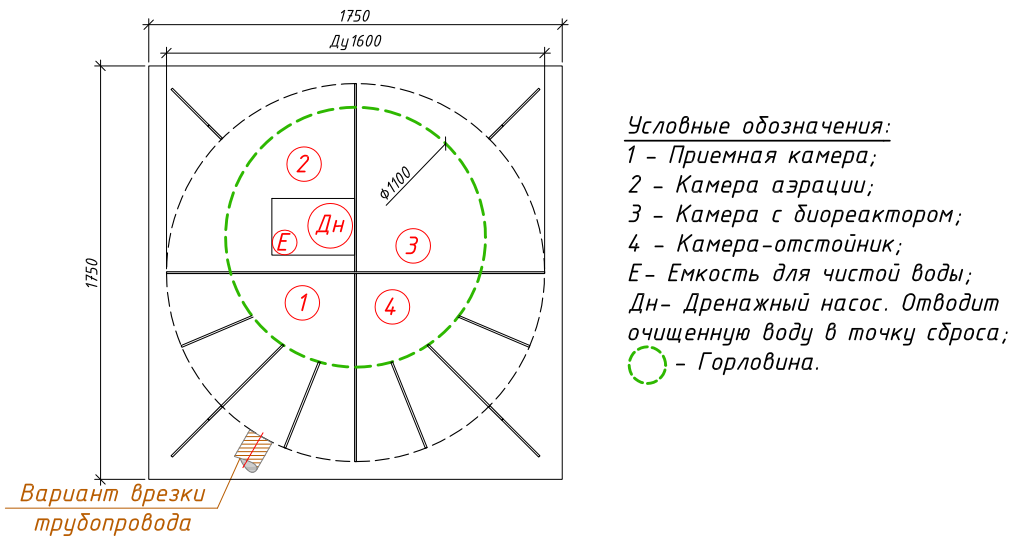 1750
Ду1600
Условные обозначения:
1 - Приемная камера;
2 - Камера аэрации;
3 - Камера с биореактором;
4 - Камера-отстойник;
Е- Емкость для чистой воды;
Дн- Дренажный насос. Отводит
очищенную воду в точку сброса;
- Горловина.
2
ф1100
Дн
Е
3
1750
1
4
Вариант врезки
трубопровода